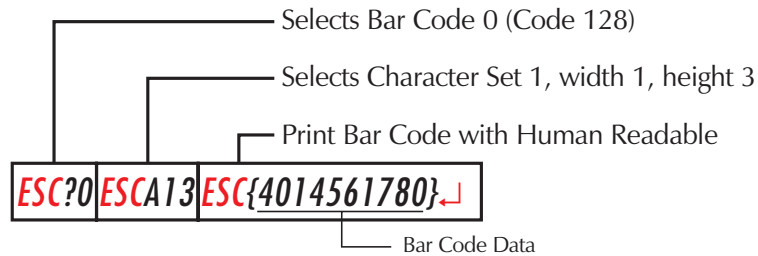 Selects Bar Code 0 (Code 128)
Selects Character Set 1, width 1, height 3
Print Bar Code with Human Readable
ESC?0 ESCA13 ESC{4014561780}↵
Bar Code Data